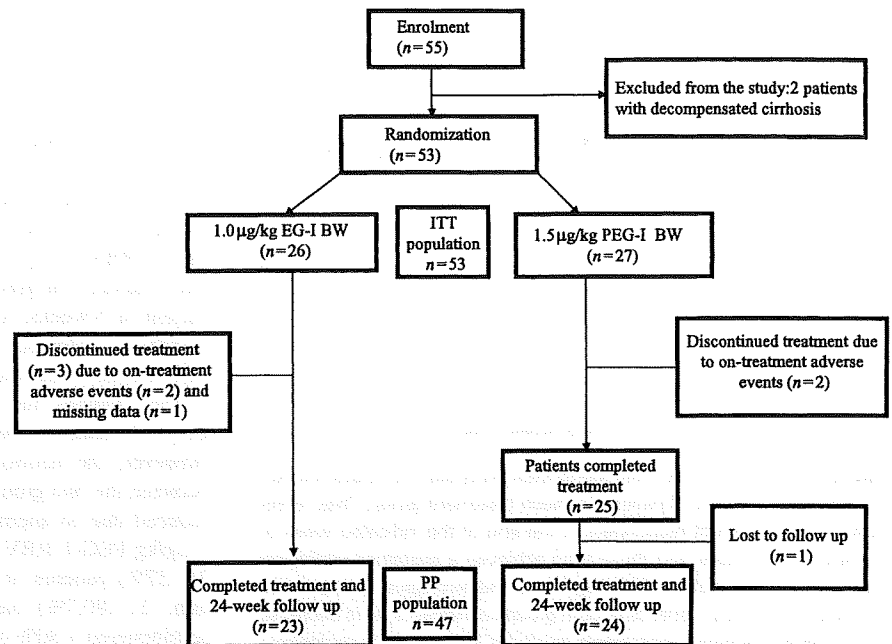 Enrolment
(n=55)
Excluded from the study:2 patients
with decompensated cirrhosis
Randomization
(n=53)
1.0μg/kg EG-I BW
(n=26)
ITT
population
n=53
1.5μg/kg PEG-I BW
(n=27)
Discontinued treatment
(n=3) due to on-treatment
adverse events (n=2) and
missing data (n=1)
Discontinued treatment due
to on-treatment adverse
events (n=2)
Patients completed
treatment
(n=25)
Lost to follow up
(n=1)
Completed treatment and
24-week follow up
(n=23)
PP
population
n=47
Completed treatment and
24-week follow up
(n=24)